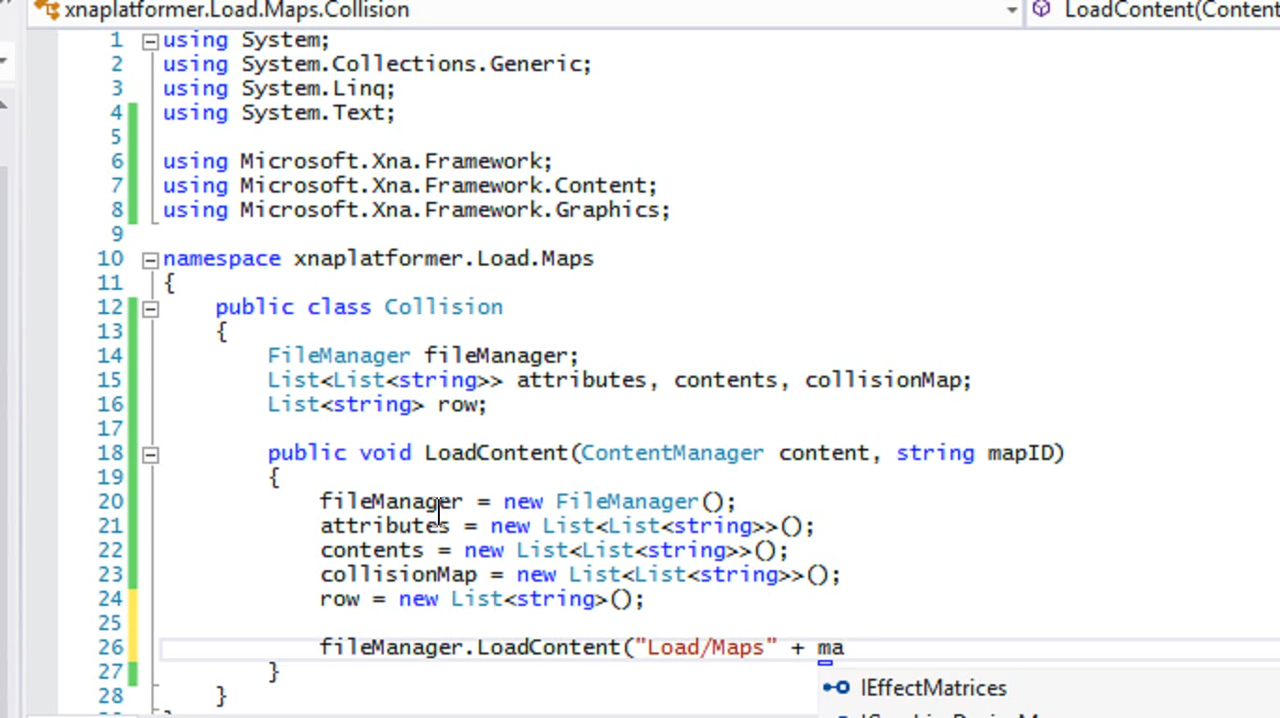 xnaplatformer.Load.Maps.Collision LoadContent(Content
1 using System;
2 using System.Collections.Generic;
3 using System.Linq;
4 using System.Text;
5
6 using Microsoft.Xna.Framework;
7 using Microsoft.Xna.Framework.Content;
8 using Microsoft.Xna.Framework.Graphics;
9
10 namespace xnaplatformer.Load.Maps
11 {
12 public class Collision
13 {
14 FileManager fileManager;
15 List<List<string>> attributes, contents, collisionMap;
16 List<string> row;
17
18 public void LoadContent(ContentManager content, string mapID)
19 {
20 fileManager = new FileManager();
21 attributes = new List<List<string>>();
22 contents = new List<List<string>>();
23 collisionMap = new List<List<string>>();
24 row = new List<string>();
25
26 fileManager.LoadContent("Load/Maps" + ma
27 }
IEffectMatrices
28 }